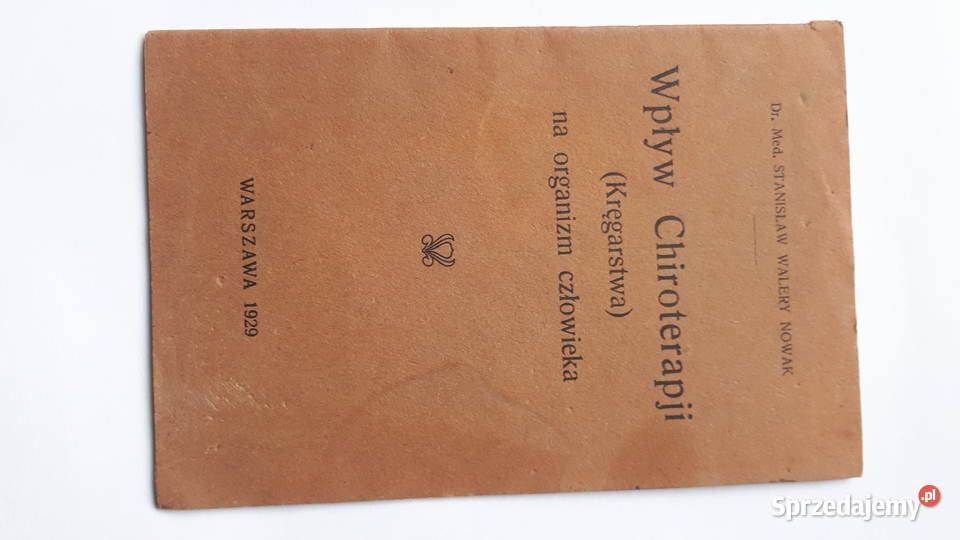 Dr. Med. STANISŁAW WALERY NOWAK
Wpływ Chiroterapji
(Kręgarstwa)
na organizm człowieka
WARSZAWA 1929
Sprzedajemy.pl